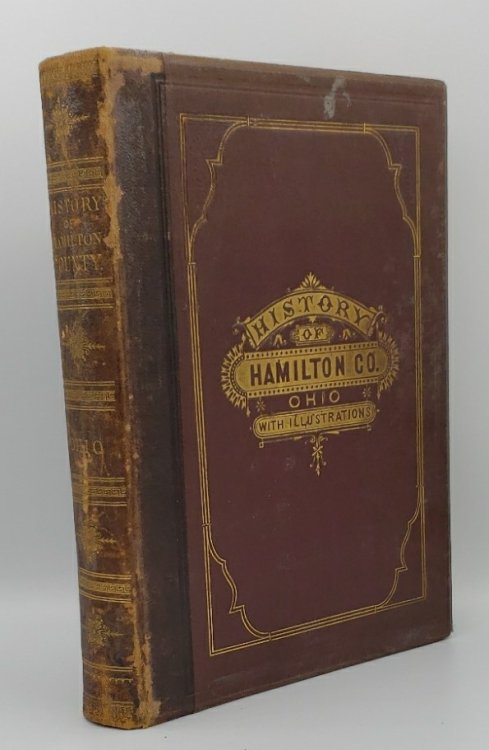 HISTORY
OF
HAMILTON
COUNTY.
OHIO
HISTORY
OF
HAMILTON CO.
OHIO
WITH ILLUSTRATIONS